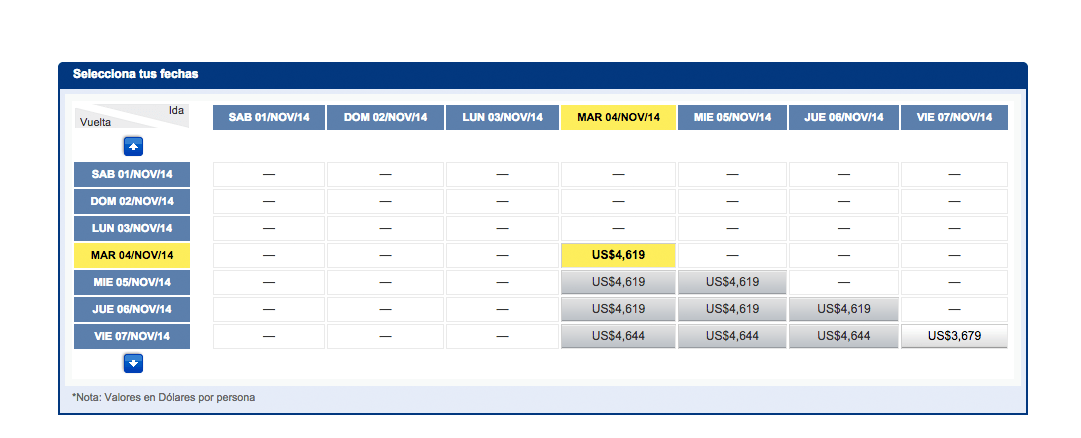 Selecciona tus fechas
Ida
Vuelta
SAB 01/NOV/14 DOM 02/NOV/14 LUN 03/NOV/14 MAR 04/NOV/14 MIE 05/NOV/14 JUE 06/NOV/14 VIE 07/NOV/14
SAB 01/NOV/14 — — — — — — —
DOM 02/NOV/14 — — — — — — —
LUN 03/NOV/14 — — — — — — —
MAR 04/NOV/14 — — — US$4,619 — — —
MIE 05/NOV/14 — — — US$4,619 US$4,619 — —
JUE 06/NOV/14 — — — US$4,619 US$4,619 US$4,619 —
VIE 07/NOV/14 — — — US$4,644 US$4,644 US$4,644 US$3,679
*Nota: Valores en Dólares por persona